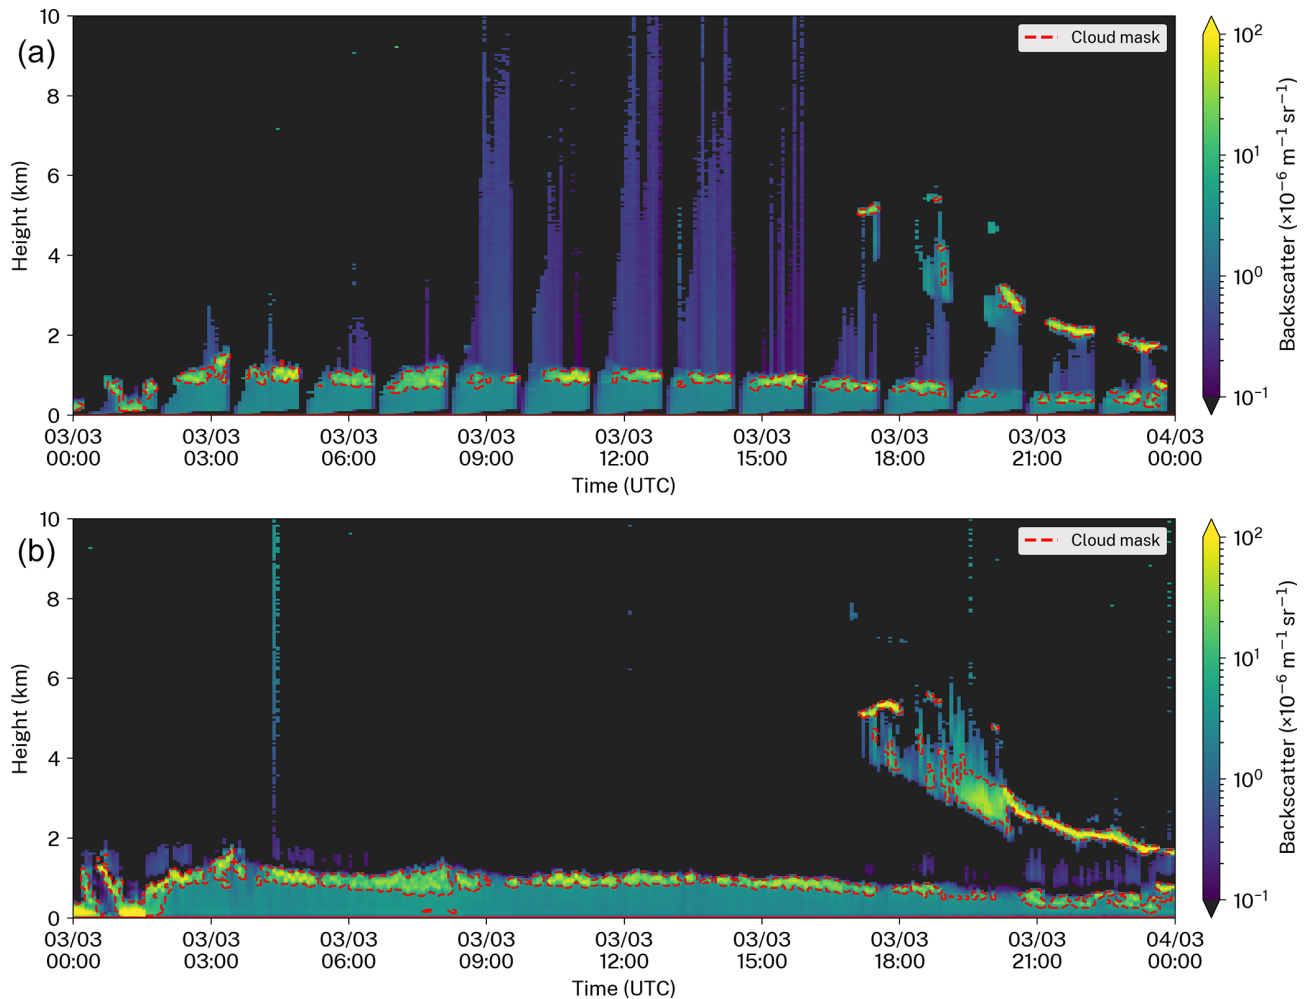 (a)
10
8
6
4
2
0
Height (km)
Cloud mask
03/03 03/03 03/03 03/03 03/03 03/03 03/03 03/03 04/03
00:00 03:00 06:00 09:00 12:00 15:00 18:00 21:00 00:00
Time (UTC)
10²
10¹
10⁰
10⁻¹
Backscatter (×10⁻⁶ m⁻¹ sr⁻¹)
(b)
10
8
6
4
2
0
Height (km)
Cloud mask
03/03 03/03 03/03 03/03 03/03 03/03 03/03 03/03 04/03
00:00 03:00 06:00 09:00 12:00 15:00 18:00 21:00 00:00
Time (UTC)
10²
10¹
10⁰
10⁻¹
Backscatter (×10⁻⁶ m⁻¹ sr⁻¹)